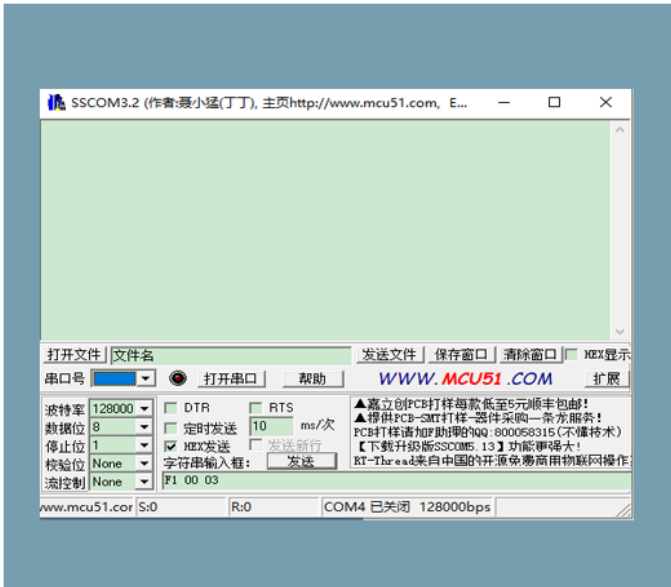 SSCOM3.2 (作者:聂小猛(丁丁), 主页http://www.mcu51.com, E...
打开文件 文件名 发送文件 保存窗口 清除窗口 HEX显示
串口号 打开串口 帮助 WWW.MCU51.COM 扩展
波特率 128000 DTR RTS
数据位 8 定时发送 10 ms/次
停止位 1 HEX发送 发送新行
校验位 None 字符串输入框: 发送
流控制 None F1 00 03
▲嘉立创PCB打样每款低至5元顺丰包邮!
▲提供PCB-SMT打样-器件采购一条龙服务!
PCB打样请加QQ:800058315(不懂技术)
【下载升级版SSCOM5.13】功能更强大!
RT-Thread来自中国的开源免费商用物联网操作
www.mcu51.cor S:0 R:0 COM4 已关闭 128000bps